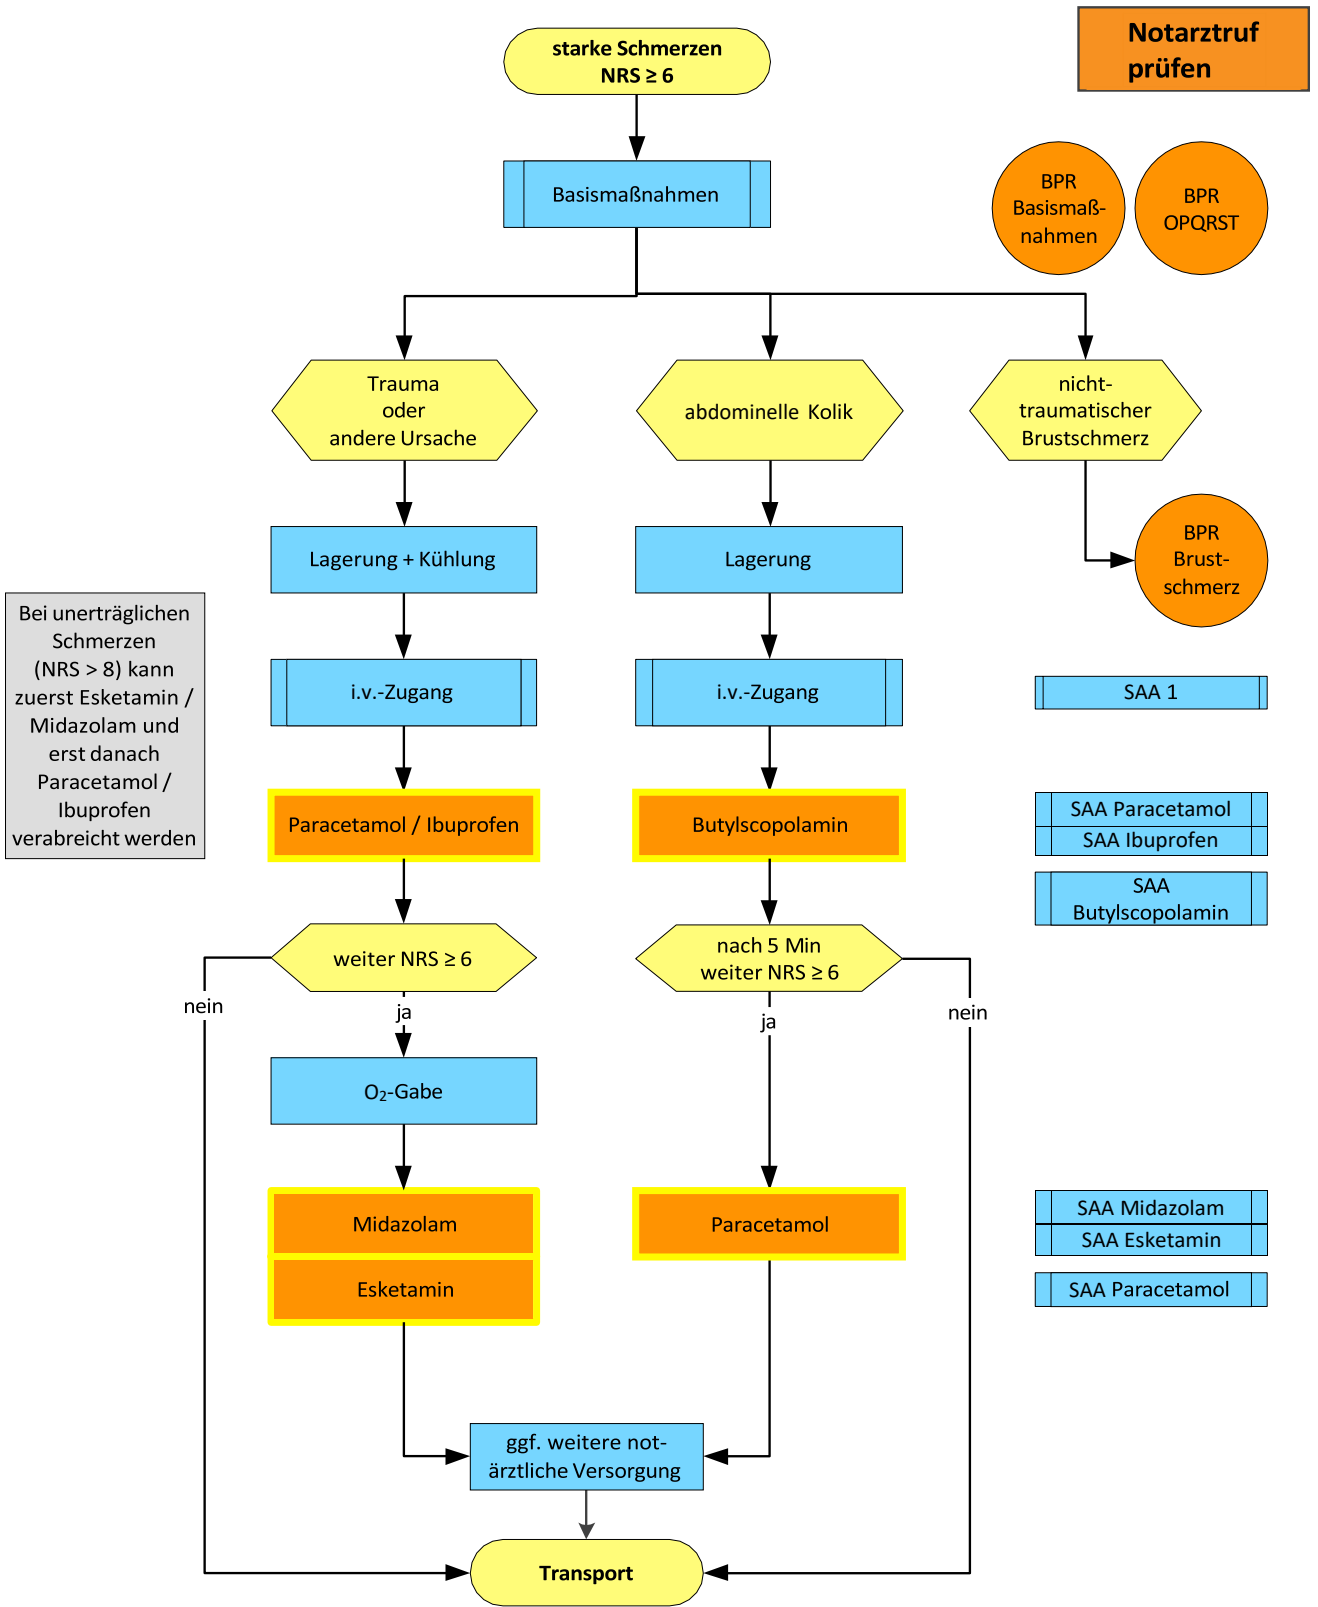 starke Schmerzen
NRS ≥ 6
Notarztruf
prüfen
Basismaßnahmen
BPR
Basismaß-
nahmen
BPR
OPQRST
Trauma
oder
andere Ursache
abdominelle Kolik
nicht-
traumatischer
Brustschmerz
Lagerung + Kühlung
Lagerung
BPR
Brust-
schmerz
Bei unerträglichen
Schmerzen
(NRS > 8) kann
zuerst Esketamin /
Midazolam und
erst danach
Paracetamol /
Ibuprofen
verabreicht werden
i.v.-Zugang
i.v.-Zugang
SAA 1
Paracetamol / Ibuprofen
Butylscopolamin
SAA Paracetamol
SAA Ibuprofen
SAA
Butylscopolamin
weiter NRS ≥ 6
nach 5 Min
weiter NRS ≥ 6
nein
ja
ja
nein
O₂-Gabe
Midazolam
Esketamin
Paracetamol
SAA Midazolam
SAA Esketamin
SAA Paracetamol
ggf. weitere not-
ärztliche Versorgung
Transport